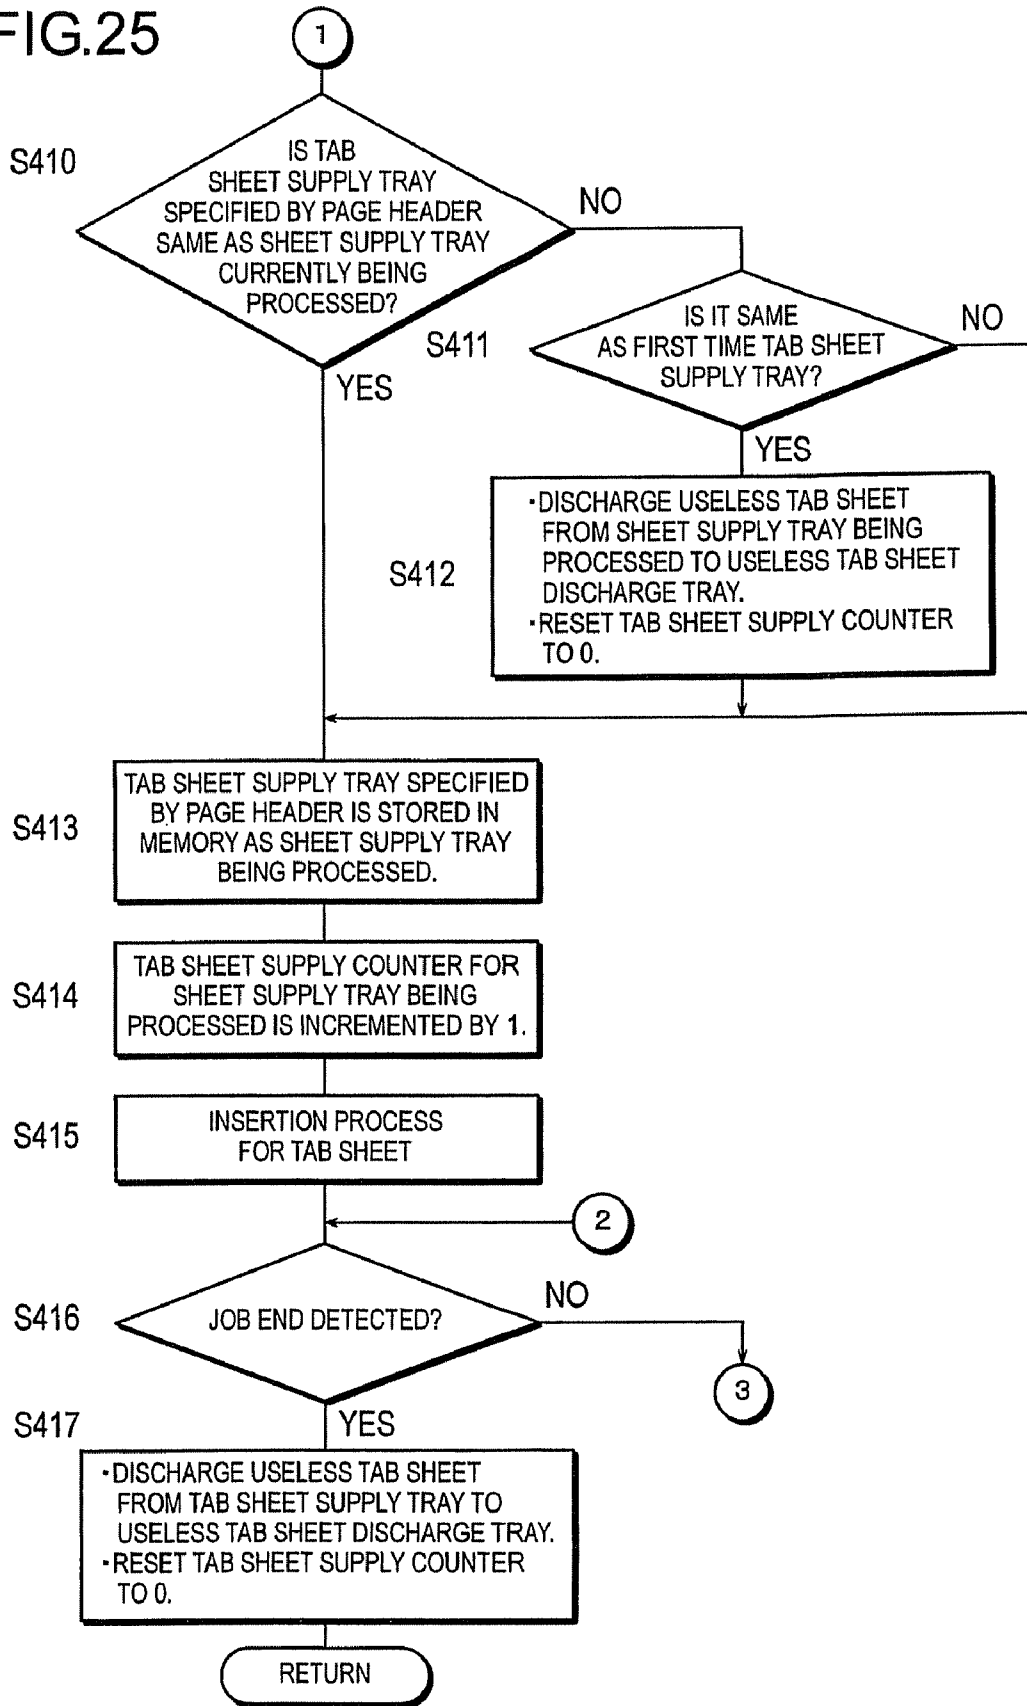 FIG.25
1
S410
IS TAB
SHEET SUPPLY TRAY
SPECIFIED BY PAGE HEADER
SAME AS SHEET SUPPLY TRAY
CURRENTLY BEING
PROCESSED?
NO
YES
S411
IS IT SAME
AS FIRST TIME TAB SHEET
SUPPLY TRAY?
NO
YES
S412
·DISCHARGE USELESS TAB SHEET
FROM SHEET SUPPLY TRAY BEING
PROCESSED TO USELESS TAB SHEET
DISCHARGE TRAY.
·RESET TAB SHEET SUPPLY COUNTER
TO 0.
S413
TAB SHEET SUPPLY TRAY SPECIFIED
BY PAGE HEADER IS STORED IN
MEMORY AS SHEET SUPPLY TRAY
BEING PROCESSED.
S414
TAB SHEET SUPPLY COUNTER FOR
SHEET SUPPLY TRAY BEING
PROCESSED IS INCREMENTED BY 1.
S415
INSERTION PROCESS
FOR TAB SHEET
2
S416
JOB END DETECTED?
NO
3
YES
S417
·DISCHARGE USELESS TAB SHEET
FROM TAB SHEET SUPPLY TRAY TO
USELESS TAB SHEET DISCHARGE TRAY.
·RESET TAB SHEET SUPPLY COUNTER
TO 0.
RETURN